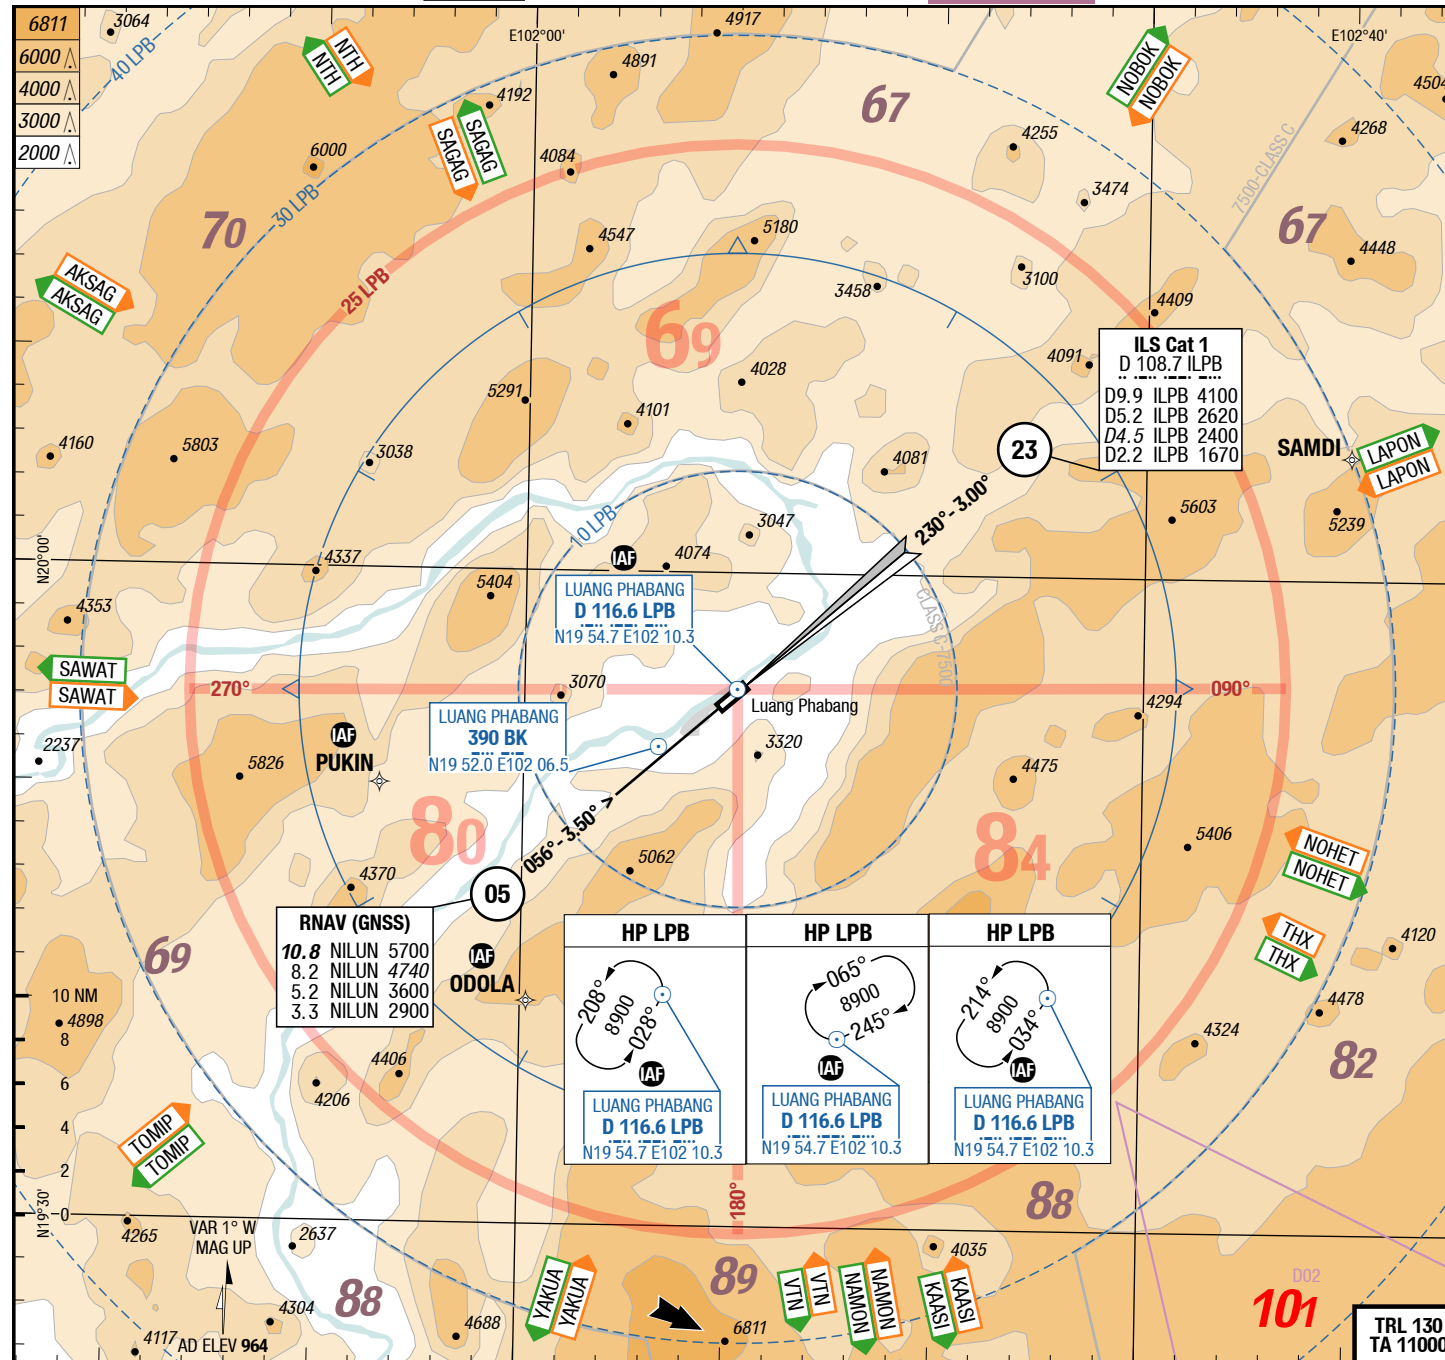 6811
6000
4000
3000
2000
3064
40 LPB
NTH
NTH
E102°00'
4917
4891
4192
SAGAG
SAGAG
4084
6000
30 LPB
70
67
NOBOK
NOBOK
E102°40'
4504
4268
4255
3474
7500-CLASS C
67
4448
AKSAG
AKSAG
25 LPB
4547
5180
3458
3100
4409
69
4028
4091
5291
4101
ILS Cat 1
D 108.7 ILPB
D9.9 ILPB 4100
D5.2 ILPB 2620
D4.5 ILPB 2400
D2.2 ILPB 1670
4160
5803
3038
4081
23
230° - 3.00°
SAMDI
LAPON
LAPON
5603
5239
10 LPB
3047
N20°00'
4337
IAF
4074
5404
4353
LUANG PHABANG
D 116.6 LPB
N19 54.7 E102 10.3
CLASS C-7500
SAWAT
SAWAT
270°
3070
090°
Luang Phabang
4294
LUANG PHABANG
390 BK
N19 52.0 E102 06.5
2237
IAF
PUKIN
5826
3320
4475
80
84
056° - 3.50° >
5406
NOHET
NOHET
5062
4370
05
RNAV (GNSS)
10.8 NILUN 5700
8.2 NILUN 4740
5.2 NILUN 3600
3.3 NILUN 2900
IAF
ODOLA
69
THX
THX
4120
4478
4324
82
HP LPB
208°
8900
028°
IAF
LUANG PHABANG
D 116.6 LPB
N19 54.7 E102 10.3
HP LPB
065°
8900
245°
IAF
LUANG PHABANG
D 116.6 LPB
N19 54.7 E102 10.3
HP LPB
214°
8900
034°
IAF
LUANG PHABANG
D 116.6 LPB
N19 54.7 E102 10.3
10 NM
4898
8
6
4
2
0
4406
4206
TOMIP
TOMIP
N19°30'
4265
VAR 1° W
MAG UP
2637
180°
88
4035
88
89
YAKUA
YAKUA
VTN
VTN
NAMON
NAMON
KAASI
KAASI
D02
101
4304
4117
AD ELEV 964
4688
6811
TRL 130
TA 11000